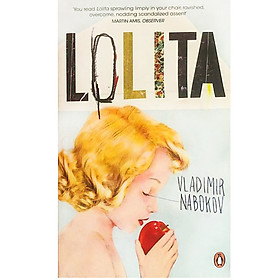 "You read Lolita sprawling limply in your chair, ravished,
overcome, nodding scandalized assent"
MARTIN AMIS, OBSERVER
LOLITA
VLADIMIR
NABOKOV